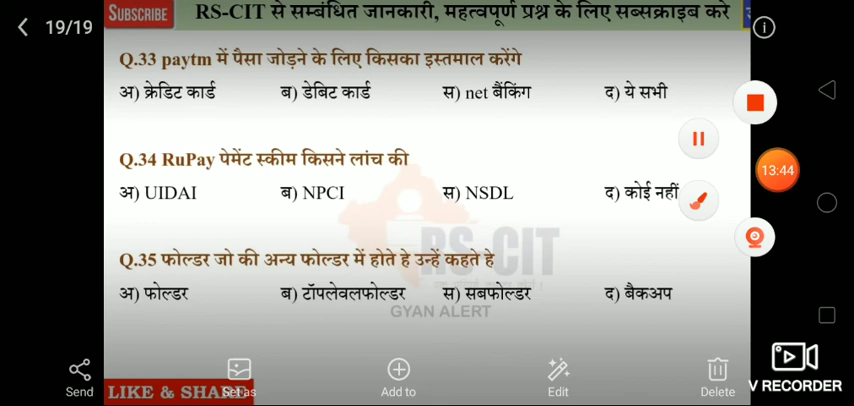 19/19
SUBSCRIBE
RS-CIT से सम्बंधित जानकारी, महत्वपूर्ण प्रश्न के लिए सब्सक्राइब करे
Q.33 paytm में पैसा जोड़ने के लिए किसका इस्तमाल करेंगे
अ) क्रेडिट कार्ड ब) डेबिट कार्ड स) net बैंकिंग द) ये सभी
Q.34 RuPay पेमेंट स्कीम किसने लांच की
अ) UIDAI ब) NPCI स) NSDL द) कोई नहीं
13:44
Q.35 फोल्डर जो की अन्य फोल्डर में होते हे उन्हें कहते हे
RS-CIT
अ) फोल्डर ब) टॉपलेवलफोल्डर स) सबफोल्डर द) बैकअप
GYAN ALERT
Send
LIKE & SHARE
Set as
Add to
Edit
Delete
V RECORDER